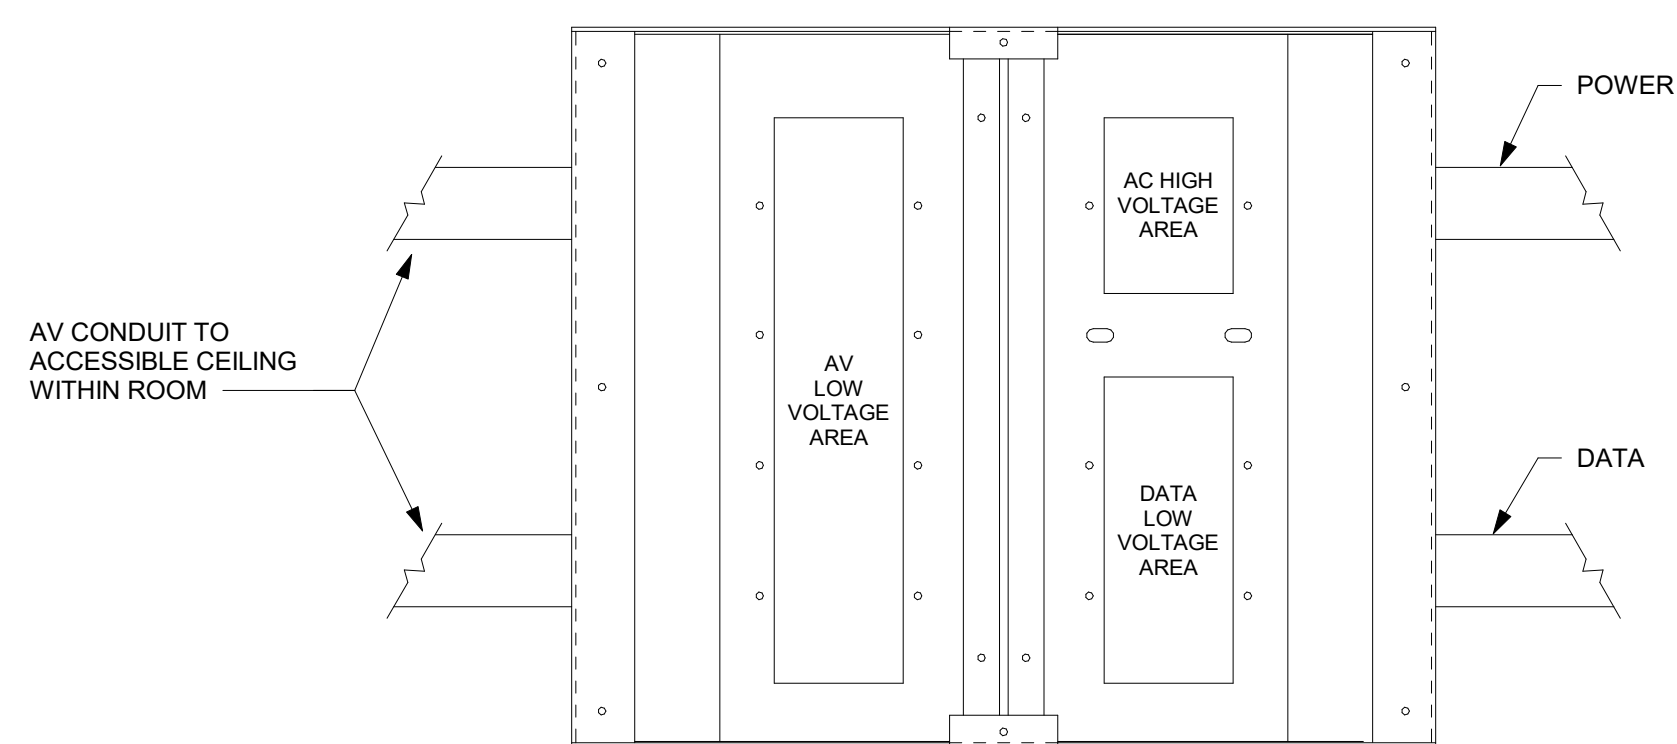 POWER
AC HIGH
VOLTAGE
AREA
AV CONDUIT TO
ACCESSIBLE CEILING
WITHIN ROOM
AV
LOW
VOLTAGE
AREA
DATA
DATA
LOW
VOLTAGE
AREA